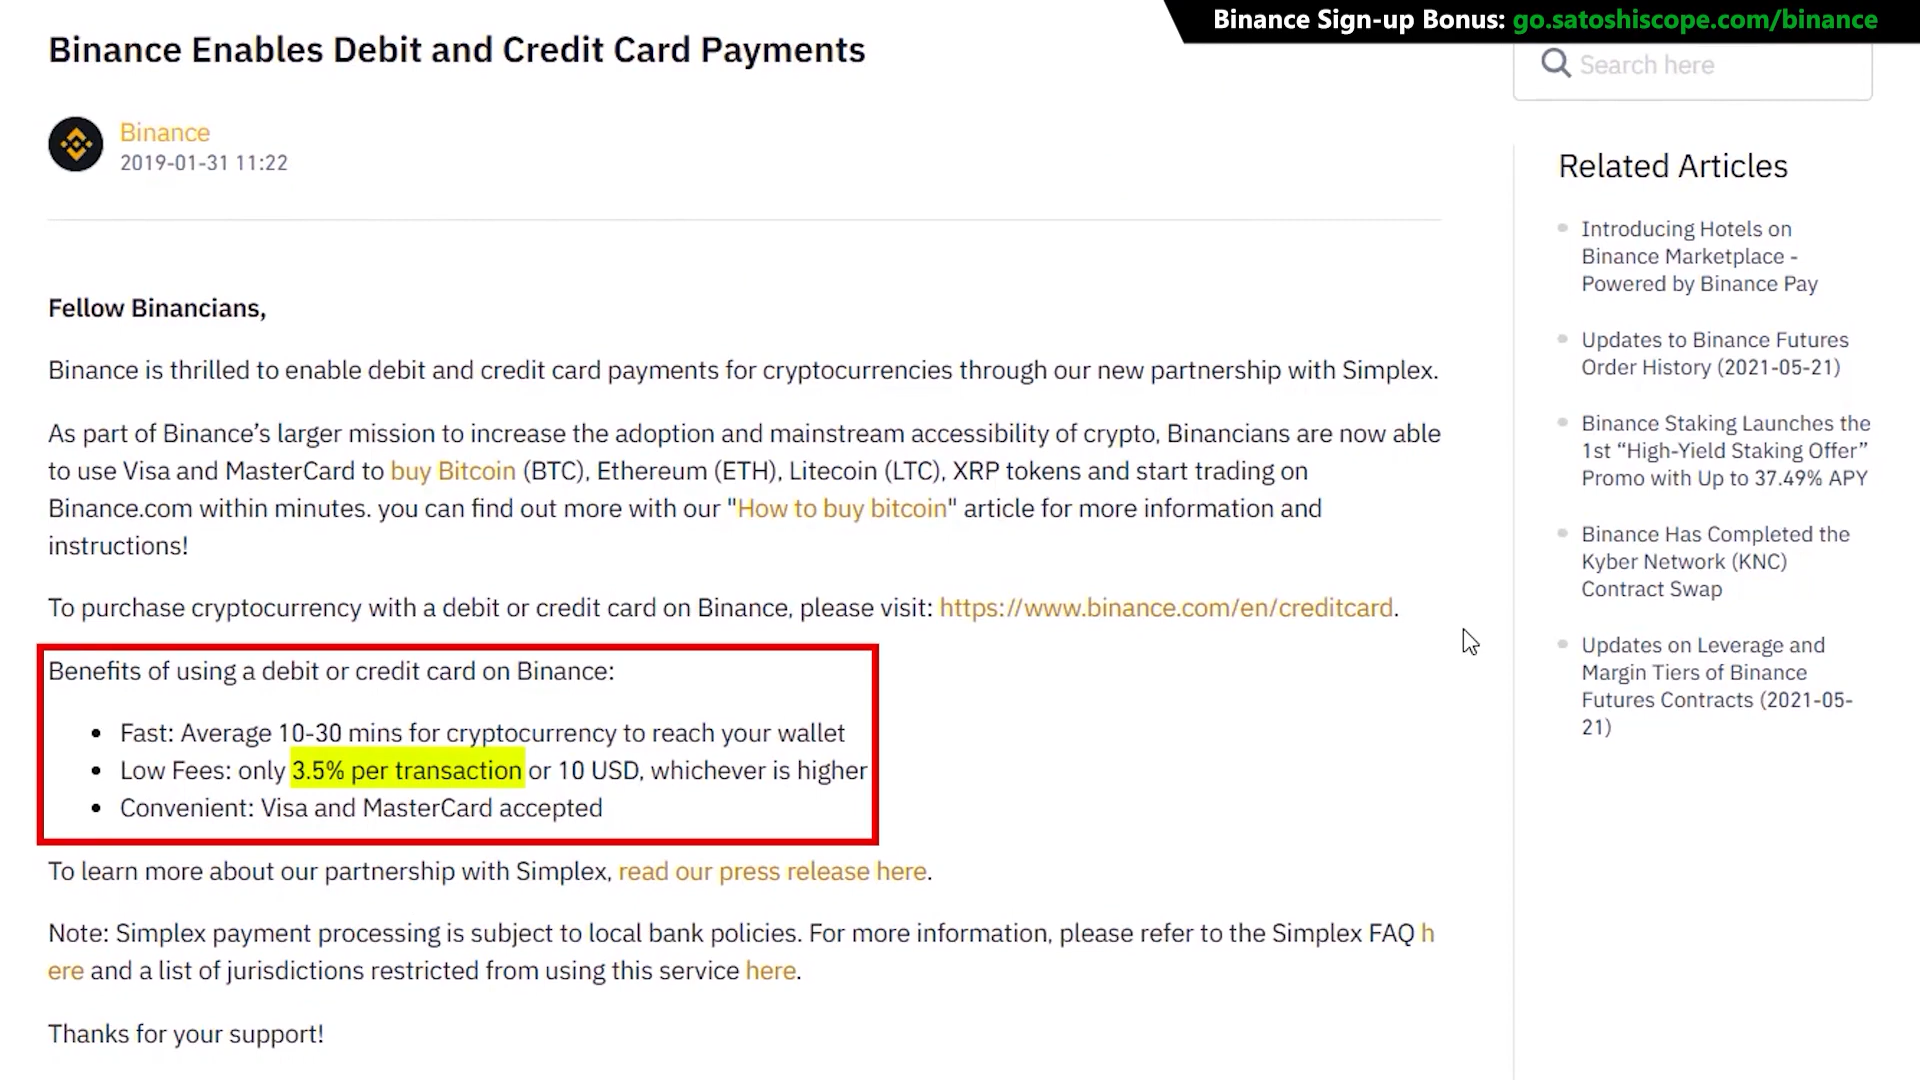 Binance Sign-up Bonus: go.satoshiscope.com/binance
Binance Enables Debit and Credit Card Payments
Search here
Binance
2019-01-31 11:22
Fellow Binancians,
Binance is thrilled to enable debit and credit card payments for cryptocurrencies through our new partnership with Simplex.
As part of Binance’s larger mission to increase the adoption and mainstream accessibility of crypto, Binancians are now able
to use Visa and MasterCard to buy Bitcoin (BTC), Ethereum (ETH), Litecoin (LTC), XRP tokens and start trading on
Binance.com within minutes. you can find out more with our "How to buy bitcoin" article for more information and
instructions!
To purchase cryptocurrency with a debit or credit card on Binance, please visit: https://www.binance.com/en/creditcard.
Benefits of using a debit or credit card on Binance:
• Fast: Average 10-30 mins for cryptocurrency to reach your wallet
• Low Fees: only 3.5% per transaction or 10 USD, whichever is higher
• Convenient: Visa and MasterCard accepted
To learn more about our partnership with Simplex, read our press release here.
Note: Simplex payment processing is subject to local bank policies. For more information, please refer to the Simplex FAQ h
ere and a list of jurisdictions restricted from using this service here.
Thanks for your support!
Related Articles
Introducing Hotels on
Binance Marketplace -
Powered by Binance Pay
Updates to Binance Futures
Order History (2021-05-21)
Binance Staking Launches the
1st “High-Yield Staking Offer”
Promo with Up to 37.49% APY
Binance Has Completed the
Kyber Network (KNC)
Contract Swap
Updates on Leverage and
Margin Tiers of Binance
Futures Contracts (2021-05-
21)